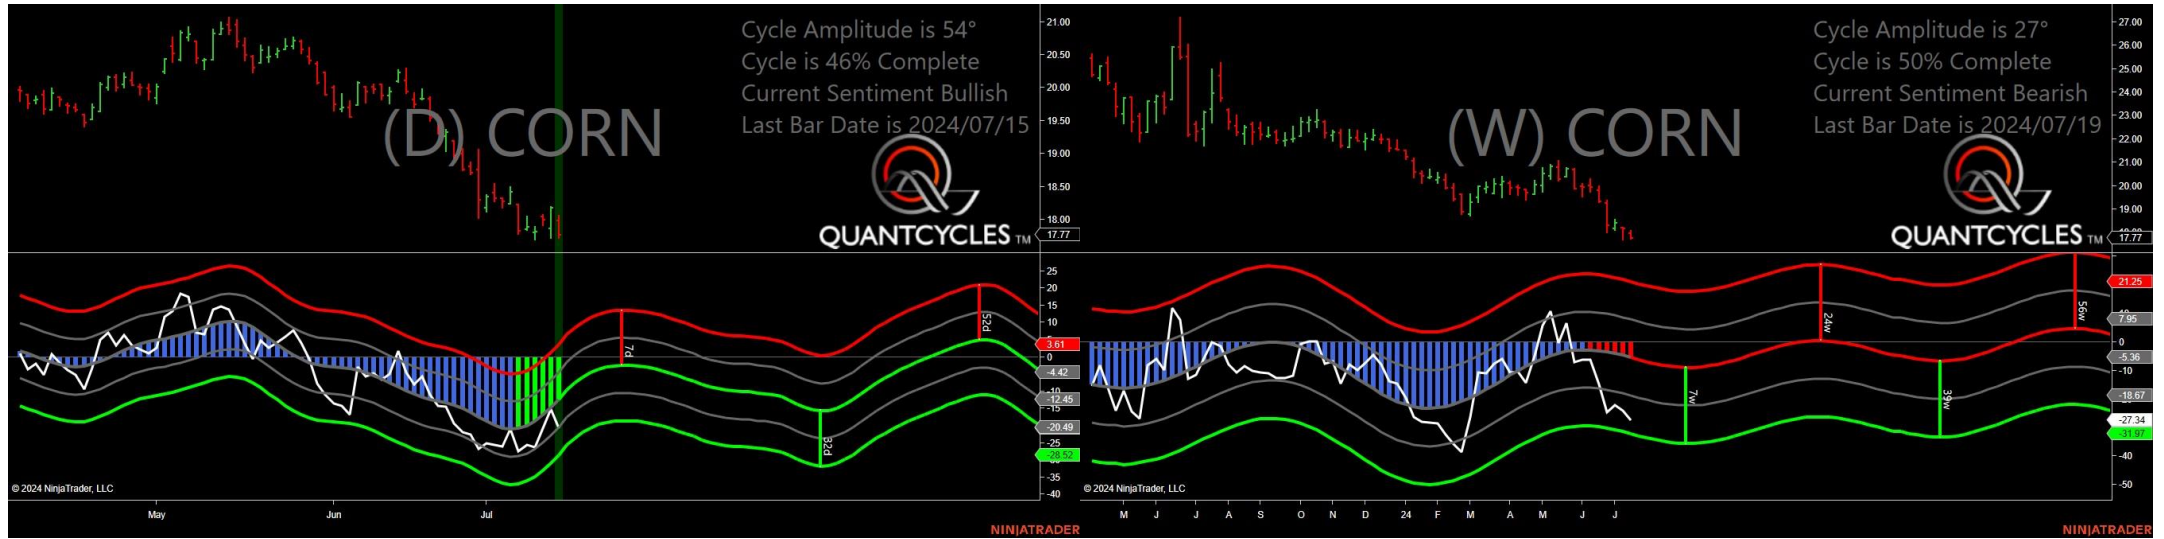 Cycle Amplitude is 54°
Cycle is 46% Complete
Current Sentiment Bullish
Last Bar Date is 2024/07/15
(D) CORN
QUANTCYCLES TM
21.00
20.50
20.00
19.50
19.00
18.50
18.00
17.77
25
20
15
10
3.61
0
-4.42
-10
-12.45
-15
-20.49
-25
-28.52
-35
-40
7d
32d
52d
© 2024 NinjaTrader, LLC
May Jun Jul
NINJATRADER
Cycle Amplitude is 27°
Cycle is 50% Complete
Current Sentiment Bearish
Last Bar Date is 2024/07/19
(W) CORN
QUANTCYCLES TM
27.00
26.00
25.00
24.00
23.00
22.00
21.00
20.00
19.00
17.77
21.25
7.95
0
-5.36
-10
-18.67
-27.34
-31.97
-40
-50
7w
24w
39w
56w
© 2024 NinjaTrader, LLC
M J J A S O N D 24 F M A M J J
NINJATRADER